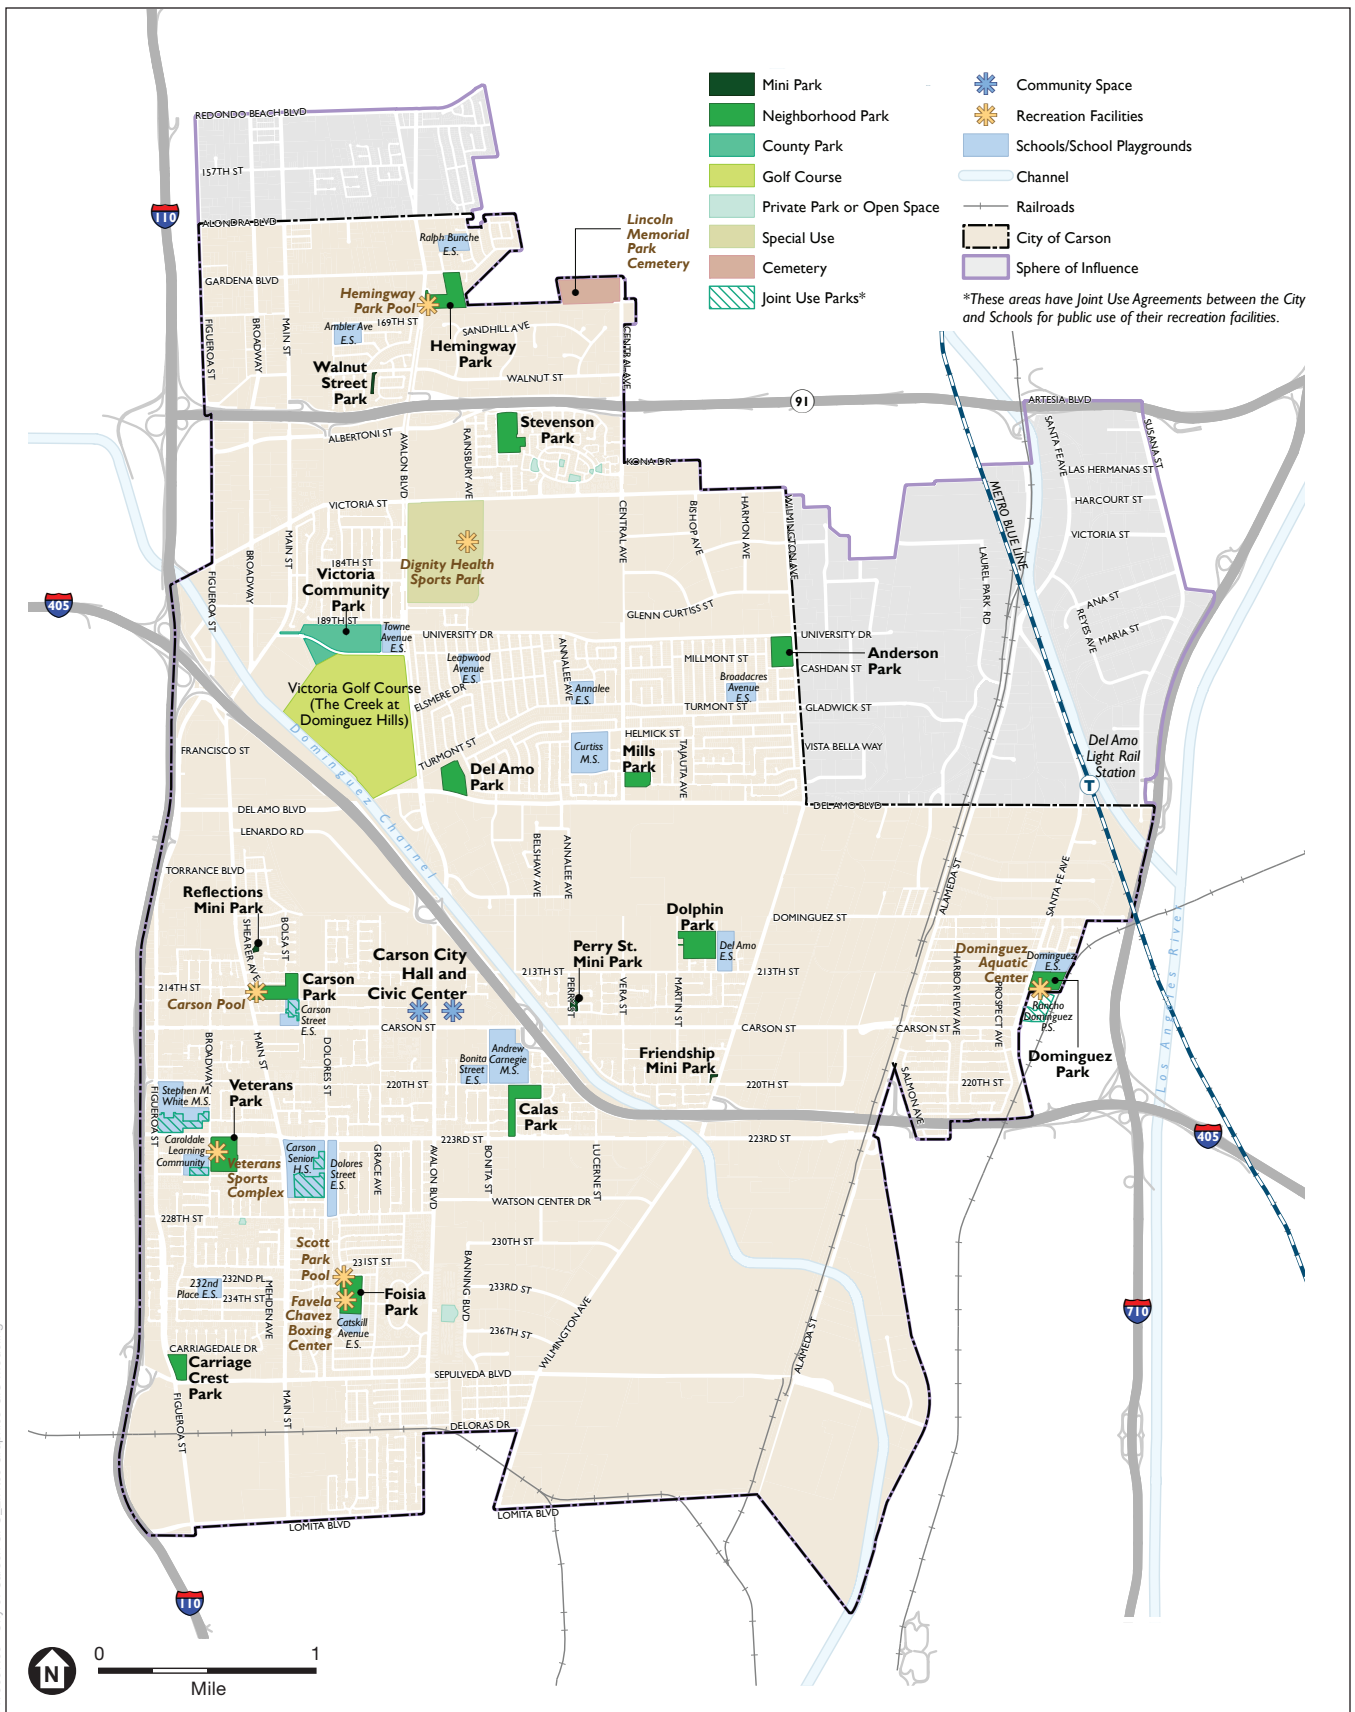 Mini Park
Neighborhood Park
County Park
Golf Course
Private Park or Open Space
Special Use
Cemetery
Joint Use Parks*
Community Space
Recreation Facilities
Schools/School Playgrounds
Channel
Railroads
City of Carson
Sphere of Influence
*These areas have Joint Use Agreements between the City
and Schools for public use of their recreation facilities.
REDONDO BEACH BLVD
157TH ST
110
ALONDRA BLVD
Ralph Bunche
E.S.
Lincoln
Memorial
Park
Cemetery
GARDENA BLVD
Hemingway
Park Pool
169TH ST
Ambler Ave
E.S.
SANDHILL AVE
Hemingway
Park
FIGUEROA ST
BROADWAY
MAIN ST
CENTRAL AVE
Walnut
Street
Park
WALNUT ST
91
ARTESIA BLVD
ALBERTONI ST
AVALON BLVD
RAINSBURY AVE
Stevenson
Park
KONA DR
SANTA FE AVE
SUSANA ST
LAS HERMANAS ST
HARCOURT ST
VICTORIA ST
METRO BLUE LINE
VICTORIA ST
CENTRAL AVE
BISHOP AVE
HARMON AVE
WILMINGTON AVE
LAUREL PARK RD
MAIN ST
BROADWAY
FIGUEROA ST
184TH ST
Victoria
Community
Park
189TH ST
Dignity Health
Sports Park
405
GLENN CURTISS ST
ANA ST
REYES AVE
MARIA ST
Towne
Avenue
E.S.
UNIVERSITY DR
UNIVERSITY DR
Anderson
Park
CASHDAN ST
MILLMONT ST
Leapwood
Avenue
E.S.
ELSMERE DR
ANNALEE AVE
Annalee
E.S.
Broadacres
Avenue
E.S.
TURMONT ST
GLADWICK ST
Victoria Golf Course
(The Creek at
Dominguez Hills)
HELMICK ST
VISTA BELLA WAY
FRANCISCO ST
TURMONT ST
Curtiss
M.S.
Mills
Park
TAJAUTA AVE
Del Amo
Light Rail
Station
T
Del Amo
Park
DEL AMO BLVD
DEL AMO BLVD
LENARDO RD
Dominguez Channel
BELSHAW AVE
ANNALEE AVE
TORRANCE BLVD
Reflections
Mini Park
SHEARER AVE
BOLSA ST
ALAMEDA ST
SANTA FE AVE
DOMINGUEZ ST
Dolphin
Park
Del Amo
E.S.
Carson City
Hall and
Civic Center
Perry St.
Mini Park
213TH ST
213TH ST
PERRY ST
VERA ST
MARTIN ST
Dominguez
Aquatic
Center
Dominguez
E.S.
Rancho
Dominguez
P.S.
Dominguez
Park
HARBORVIEW AVE
PROSPECT AVE
214TH ST
Carson Pool
Carson
Park
Carson
Street
E.S.
CARSON ST
CARSON ST
CARSON ST
Los Angeles River
BROADWAY
MAIN ST
DOLORES ST
Andrew
Carnegie
M.S.
Bonita
Street
E.S.
Friendship
Mini Park
220TH ST
220TH ST
220TH ST
SALMON AVE
Stephen M.
White M.S.
FIGUEROA ST
Veterans
Park
Calas
Park
Caroldale
Learning
Community
Veterans
Sports
Complex
Carson
Senior
H.S.
Dolores
Street
E.S.
GRACE AVE
AVALON BLVD
BONITA ST
223RD ST
223RD ST
LUCERNE ST
405
WATSON CENTER DR
228TH ST
Scott
Park
Pool
231ST ST
230TH ST
BANNING BLVD
233RD ST
236TH ST
WILMINGTON AVE
232nd
Place E.S.
232ND PL
234TH ST
MEHDEN AVE
Favela
Chavez
Boxing
Center
Foisia
Park
Catskill
Avenue
E.S.
710
ALAMEDA ST
CARRIAGEDALE DR
Carriage
Crest
Park
SEPULVEDA BLVD
FIGUEROA ST
MAIN ST
DELORAS DR
LOMITA BLVD
LOMITA BLVD
110
N
0 1
Mile